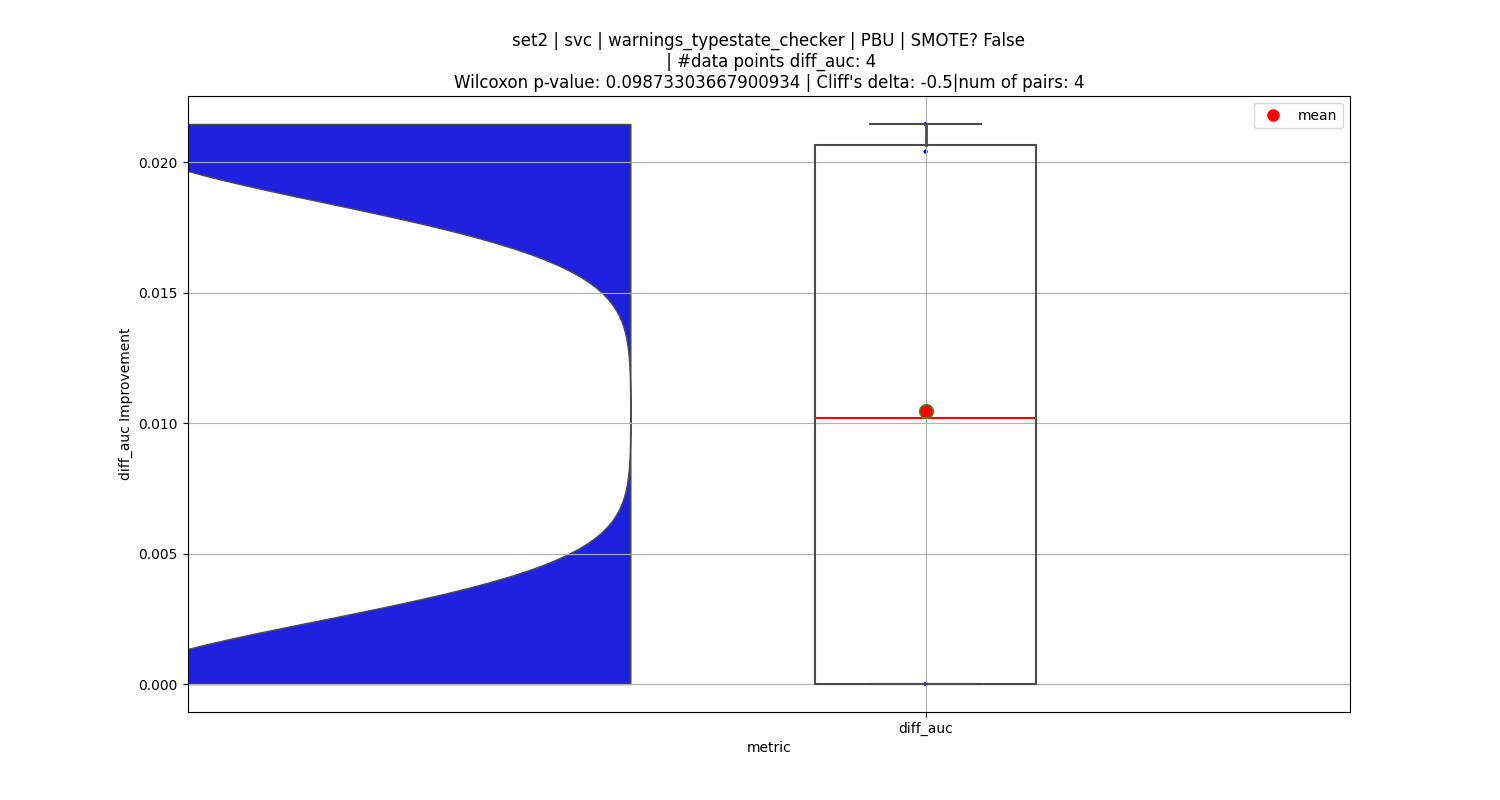 set2 | svc | warnings_typestate_checker | PBU | SMOTE? False
| #data points diff_auc: 4
Wilcoxon p-value: 0.09873303667900934 | Cliff's delta: -0.5|num of pairs: 4
mean
0.020
0.015
0.010
0.005
0.000
diff_auc Improvement
diff_auc
metric